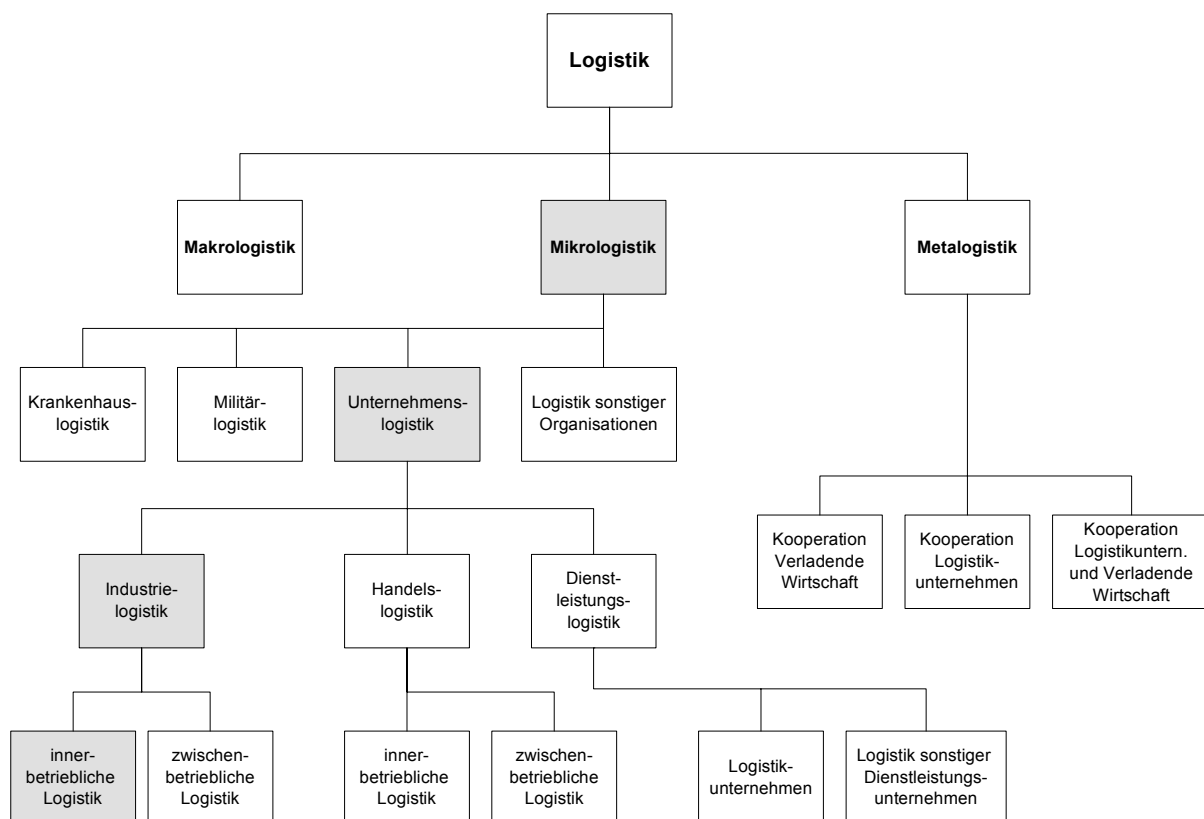 Logistik
Makrologistik
Mikrologistik
Metalogistik
Krankenhaus-
logistik
Militär-
logistik
Unternehmens-
logistik
Logistik sonstiger
Organisationen
Kooperation
Verladende
Wirtschaft
Kooperation
Logistik-
unternehmen
Kooperation
Logistikuntern.
und Verladende
Wirtschaft
Industrie-
logistik
Handels-
logistik
Dienst-
leistungs-
logistik
inner-
betriebliche
Logistik
zwischen-
betriebliche
Logistik
inner-
betriebliche
Logistik
zwischen-
betriebliche
Logistik
Logistik-
unternehmen
Logistik sonstiger
Dienstleistungs-
unternehmen